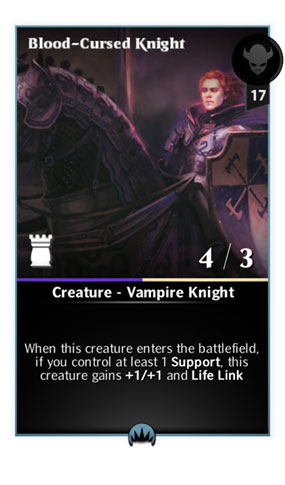 Blood-Cursed Knight
17
4 / 3
Creature - Vampire Knight
When this creature enters the battlefield,
if you control at least 1 Support, this
creature gains +1/+1 and Life Link